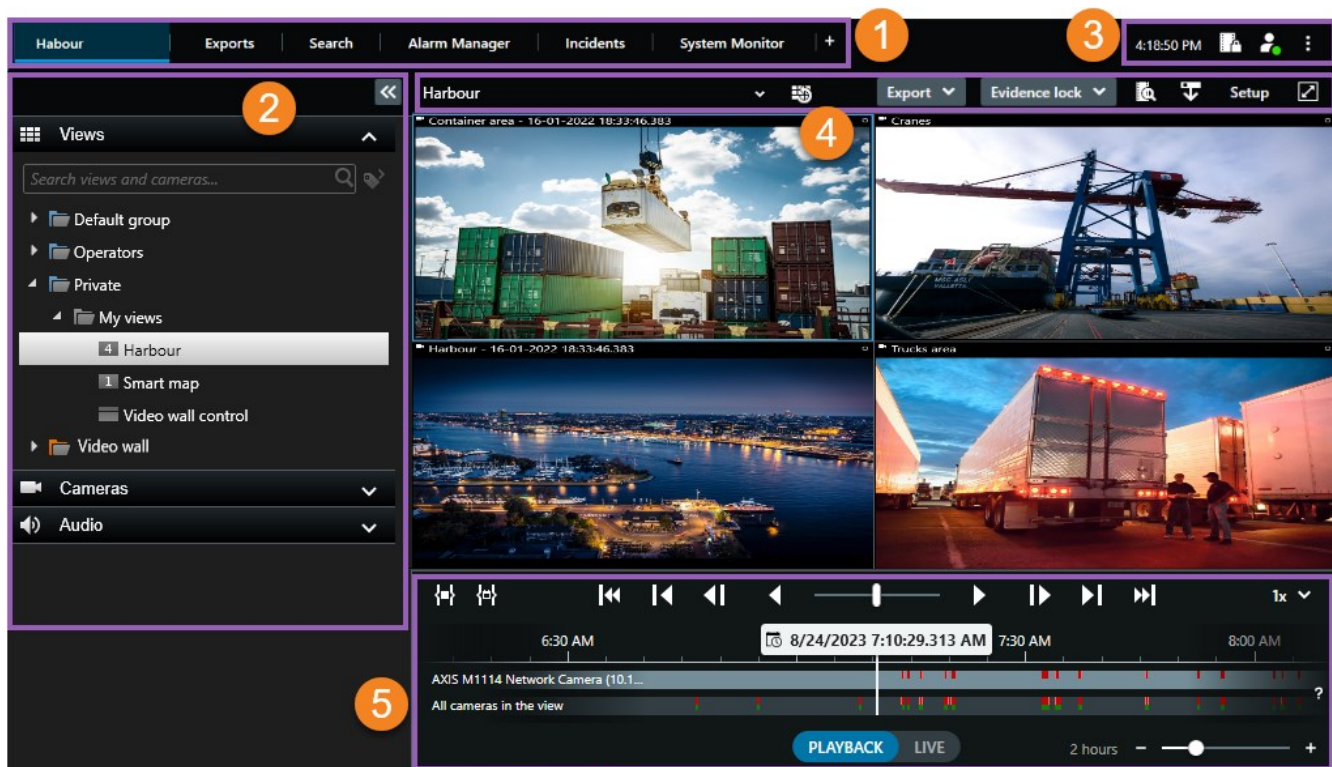 Habour Exports Search Alarm Manager Incidents System Monitor + 1
3 4:18:50 PM
2
Harbour Export Evidence lock Setup
4
Views
Search views and cameras...
Default group
Operators
Private
My views
4 Harbour
1 Smart map
Video wall control
Video wall
Cameras
Audio
Container area - 16-01-2022 18:33:46.383
Cranes
MSC ASLI
VALLETTA
Harbour - 16-01-2022 18:33:46.383
Trucks area
1x
6:30 AM 8/24/2023 7:10:29.313 AM 7:30 AM 8:00 AM
AXIS M1114 Network Camera (10.1...
All cameras in the view
?
5
PLAYBACK LIVE 2 hours - +